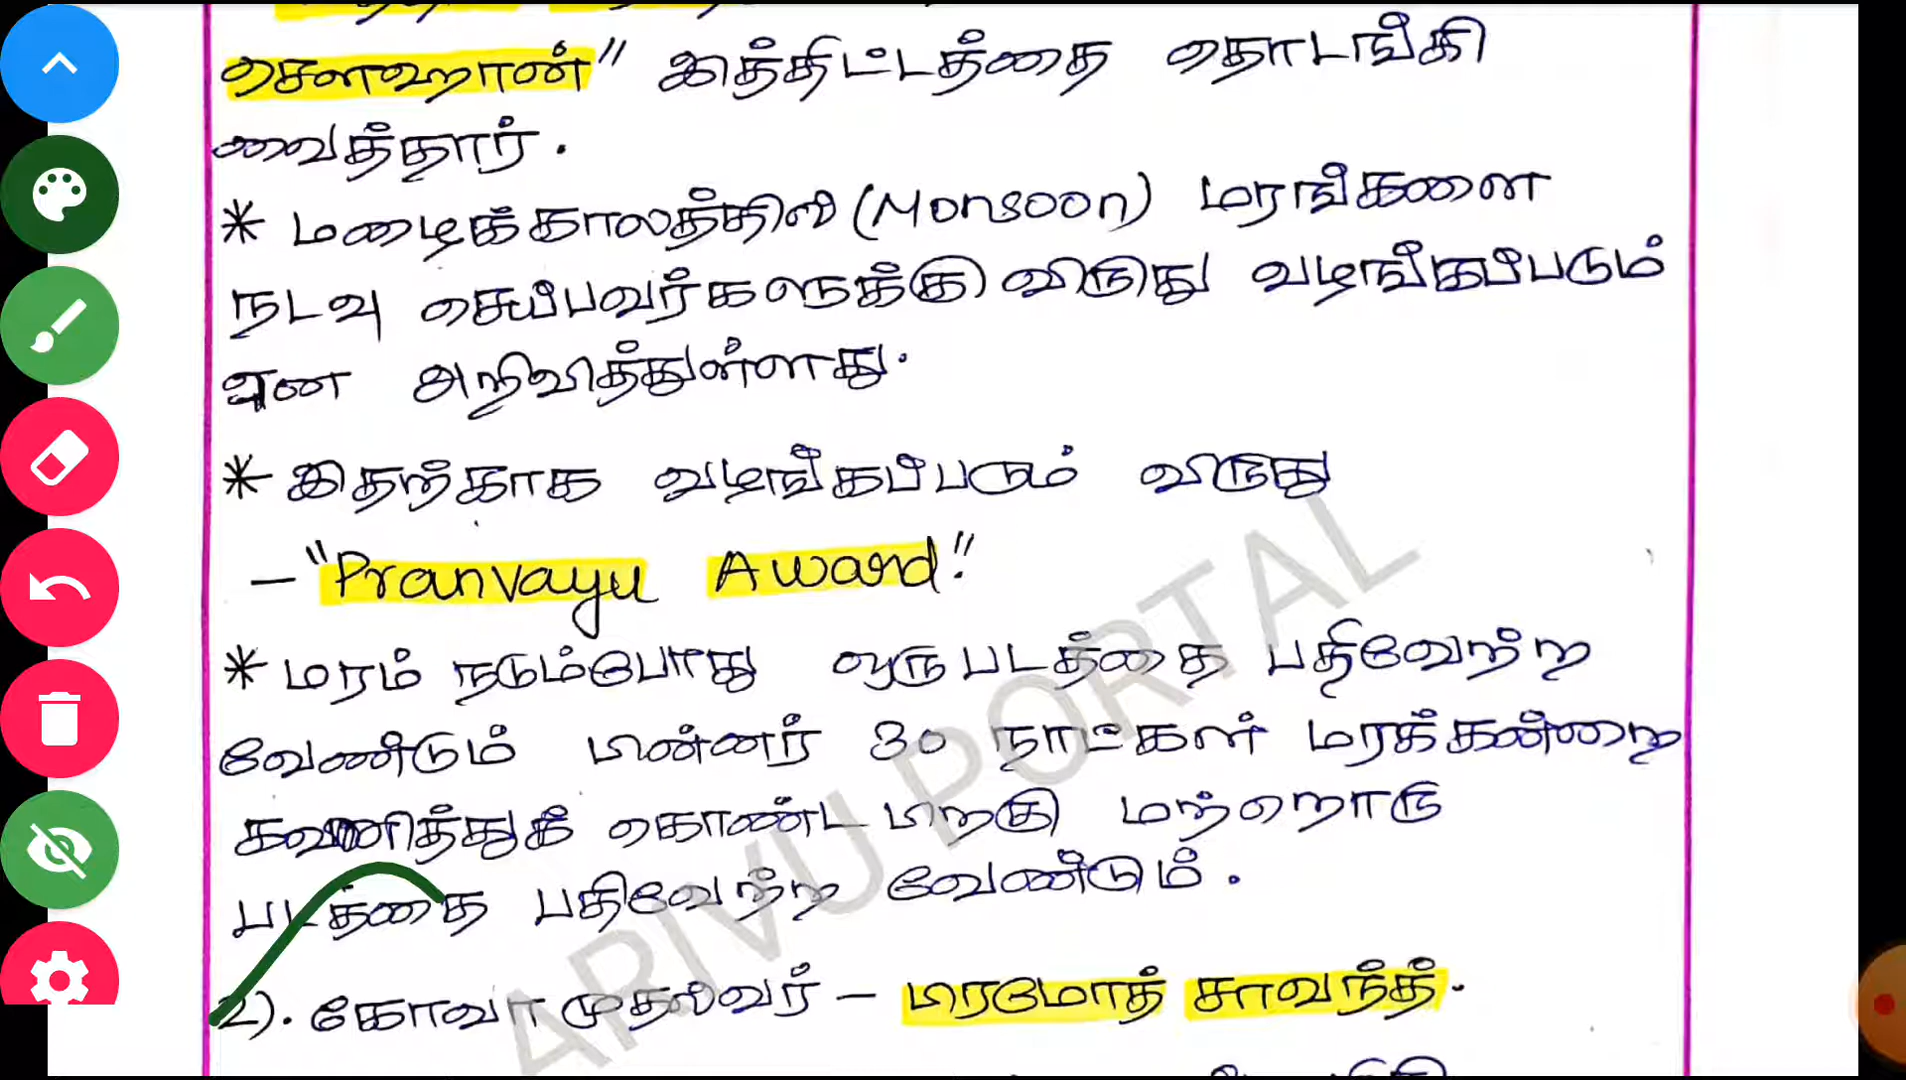 சௌஹான்" இத்திட்டத்தை தொடங்கி
வைத்தார்.
* மழைக்காலத்தில் (Monsoon) மரங்களை
நடவு செய்பவர்களுக்கு விருது வழங்கப்படும்
என அறிவித்துள்ளது.
* இதற்காக வழங்கப்படும் விருது
- "Pranvayu Award"
* மரம் நடும்போது ஒரு படத்தை பதிவேற்ற
வேண்டும் பின்னர் 30 நாட்கள் மரக்கன்றை
கவனித்துக் கொண்ட பிறகு மற்றொரு
படத்தை பதிவேற்ற வேண்டும்.
2). கோவா முதல்வர் - பிரமோத் சாவந்த்.
ARIVU PORTAL